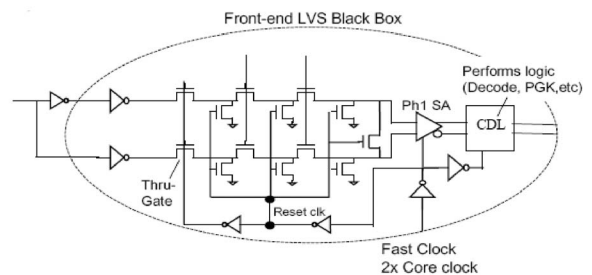 Front-end LVS Black Box
Performs logic
(Decode, PGK,etc)
Ph1 SA
CDL
Thru-
Gate
Reset clk
Fast Clock
2x Core clock